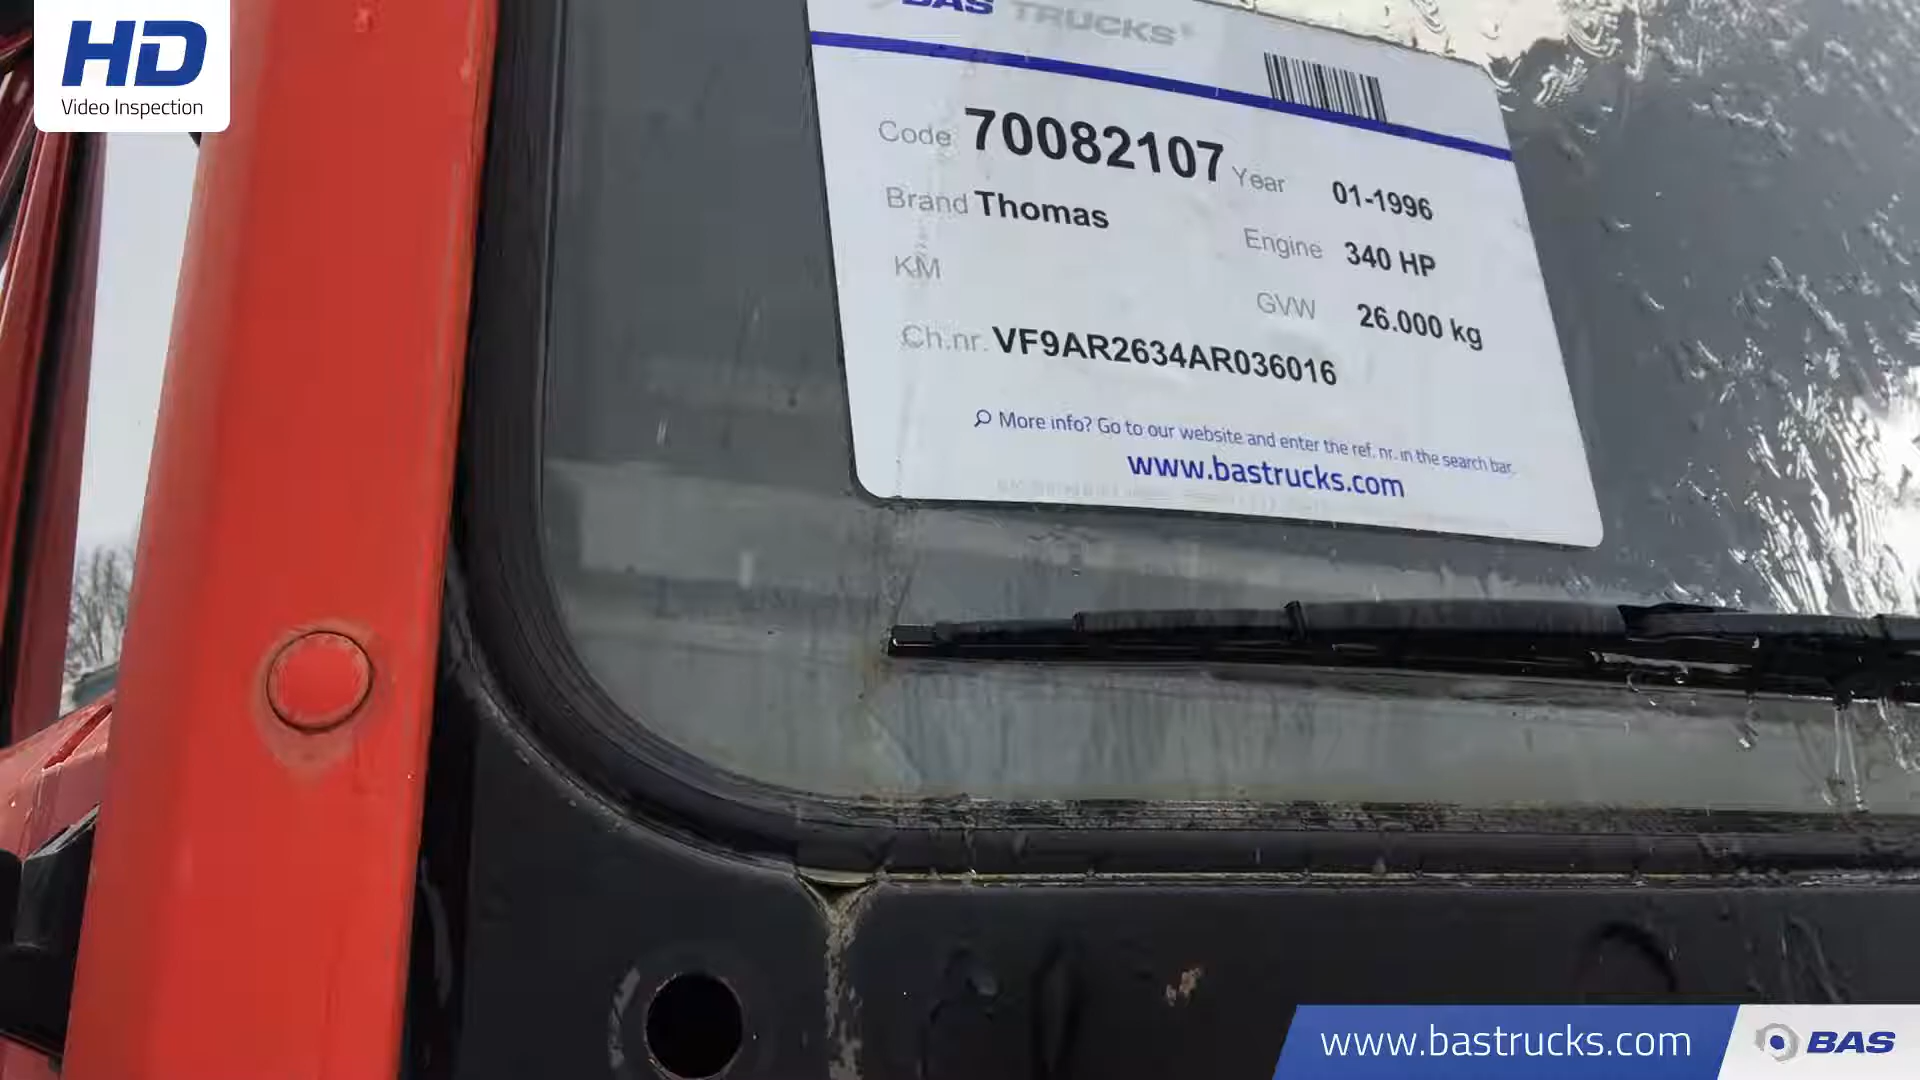 HD
Video Inspection
BAS TRUCKS
Code 70082107
Year 01-1996
Brand Thomas
Engine 340 HP
KM
GVW 26.000 kg
Ch.nr. VF9AR2634AR036016
More info? Go to our website and enter the ref. nr. in the search bar.
www.bastrucks.com
www.bastrucks.com
BAS